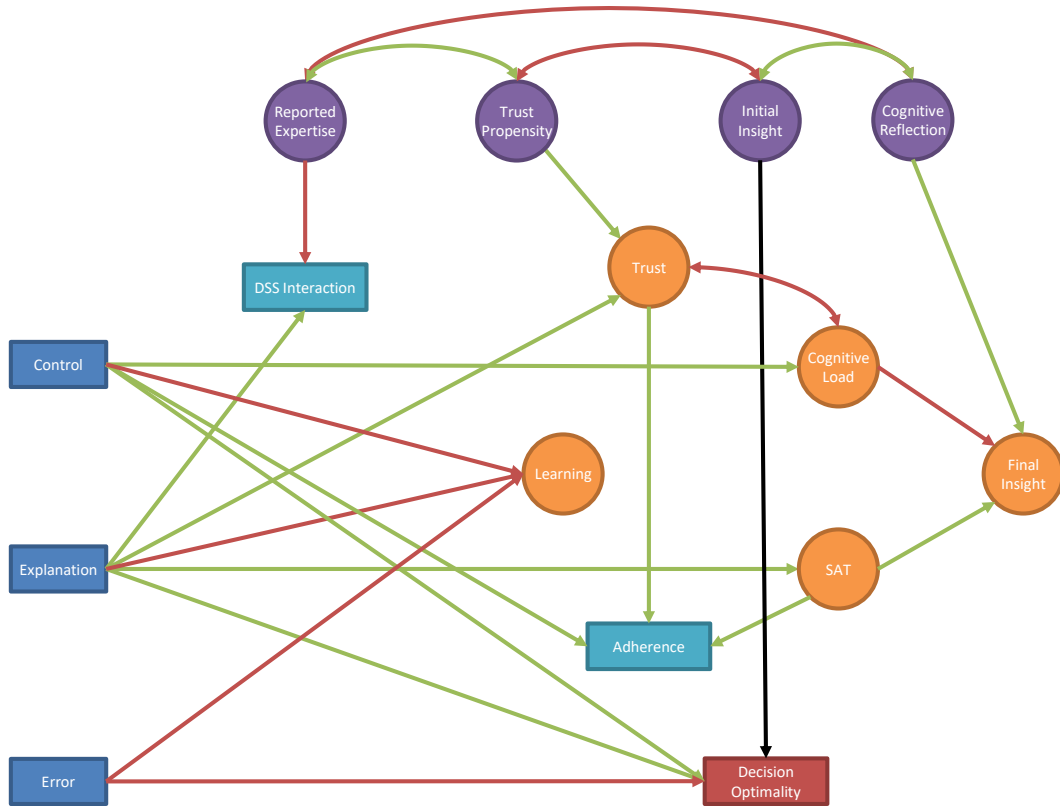 Reported
Expertise
Trust
Propensity
Initial
Insight
Cognitive
Reflection
DSS Interaction
Trust
Control
Cognitive
Load
Learning
Final
Insight
Explanation
SAT
Adherence
Error
Decision
Optimality